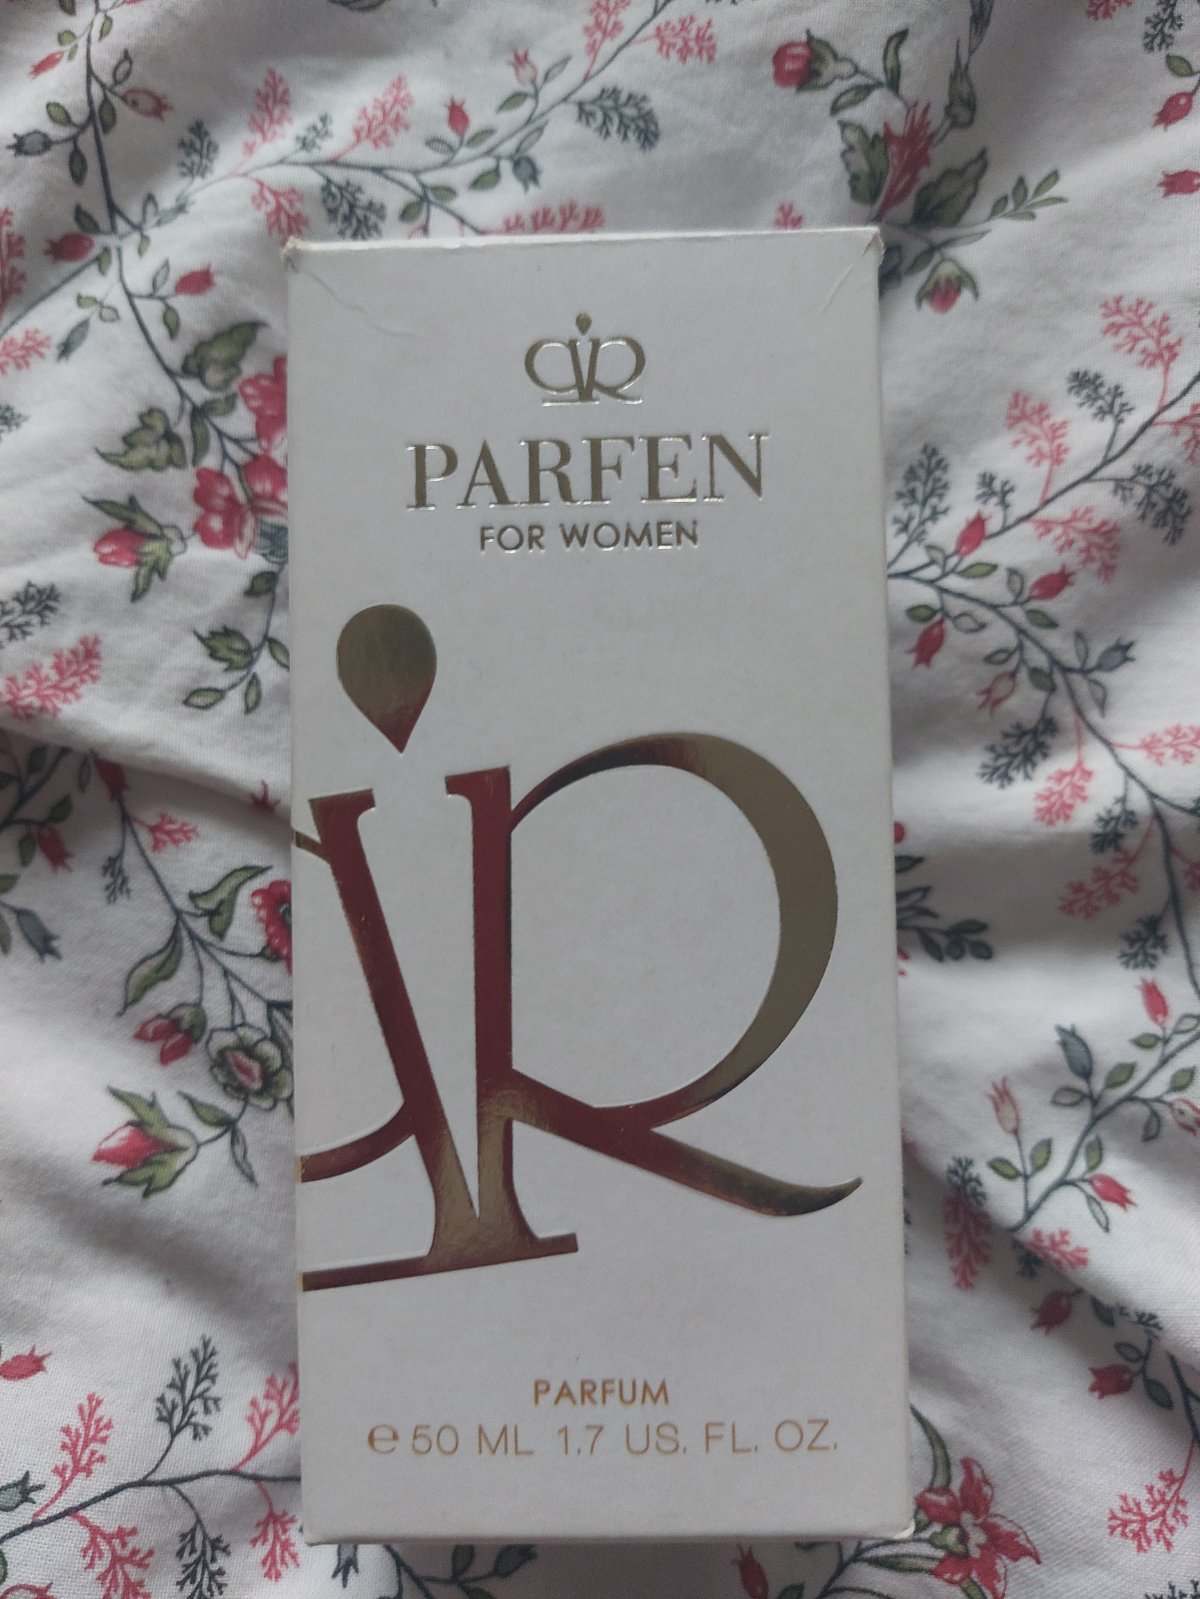 PARFEN
FOR WOMEN
PARFUM
℮ 50 ML 1.7 US. FL. OZ.